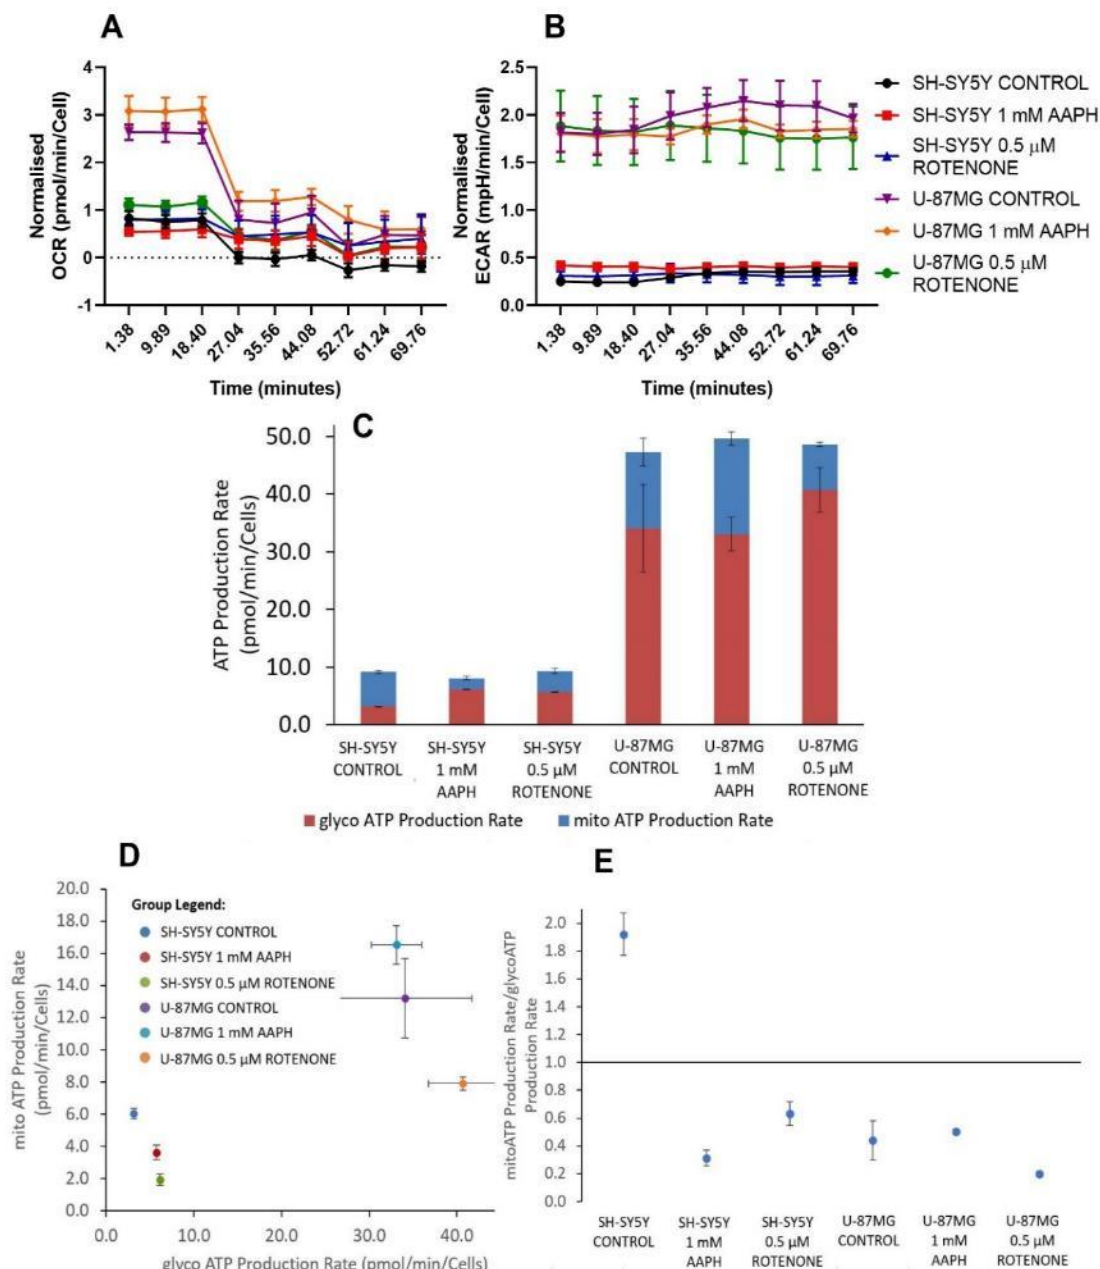 A
B
4
3
2
1
0
-1
Normalised
OCR (pmol/min/Cell)
1.38
9.89
18.40
27.04
35.56
44.08
52.72
61.24
69.76
Time (minutes)
2.5
2.0
1.5
1.0
0.5
0.0
Normalised
ECAR (mpH/min/Cell)
1.38
9.89
18.40
27.04
35.56
44.08
52.72
61.24
69.76
Time (minutes)
SH-SY5Y CONTROL
SH-SY5Y 1 mM AAPH
SH-SY5Y 0.5 μM
ROTENONE
U-87MG CONTROL
U-87MG 1 mM AAPH
U-87MG 0.5 μM
ROTENONE
C
50.0
40.0
30.0
20.0
10.0
0.0
ATP Production Rate
(pmol/min/Cells)
SH-SY5Y
CONTROL
SH-SY5Y
1 mM
AAPH
SH-SY5Y
0.5 μM
ROTENONE
U-87MG
CONTROL
U-87MG
1 mM
AAPH
U-87MG
0.5 μM
ROTENONE
glyco ATP Production Rate
mito ATP Production Rate
D
20.0
18.0
16.0
14.0
12.0
10.0
8.0
6.0
4.0
2.0
0.0
mito ATP Production Rate
(pmol/min/Cells)
Group Legend:
SH-SY5Y CONTROL
SH-SY5Y 1 mM AAPH
SH-SY5Y 0.5 μM ROTENONE
U-87MG CONTROL
U-87MG 1 mM AAPH
U-87MG 0.5 μM ROTENONE
0.0
10.0
20.0
30.0
40.0
glyco ATP Production Rate (pmol/min/Cells)
E
2.0
1.8
1.6
1.4
1.2
1.0
0.8
0.6
0.4
0.2
0.0
mitoATP Production Rate/glycoATP
Production Rate
SH-SY5Y
CONTROL
SH-SY5Y
1 mM
AAPH
SH-SY5Y
0.5 μM
ROTENONE
U-87MG
CONTROL
U-87MG
1 mM
AAPH
U-87MG
0.5 μM
ROTENONE